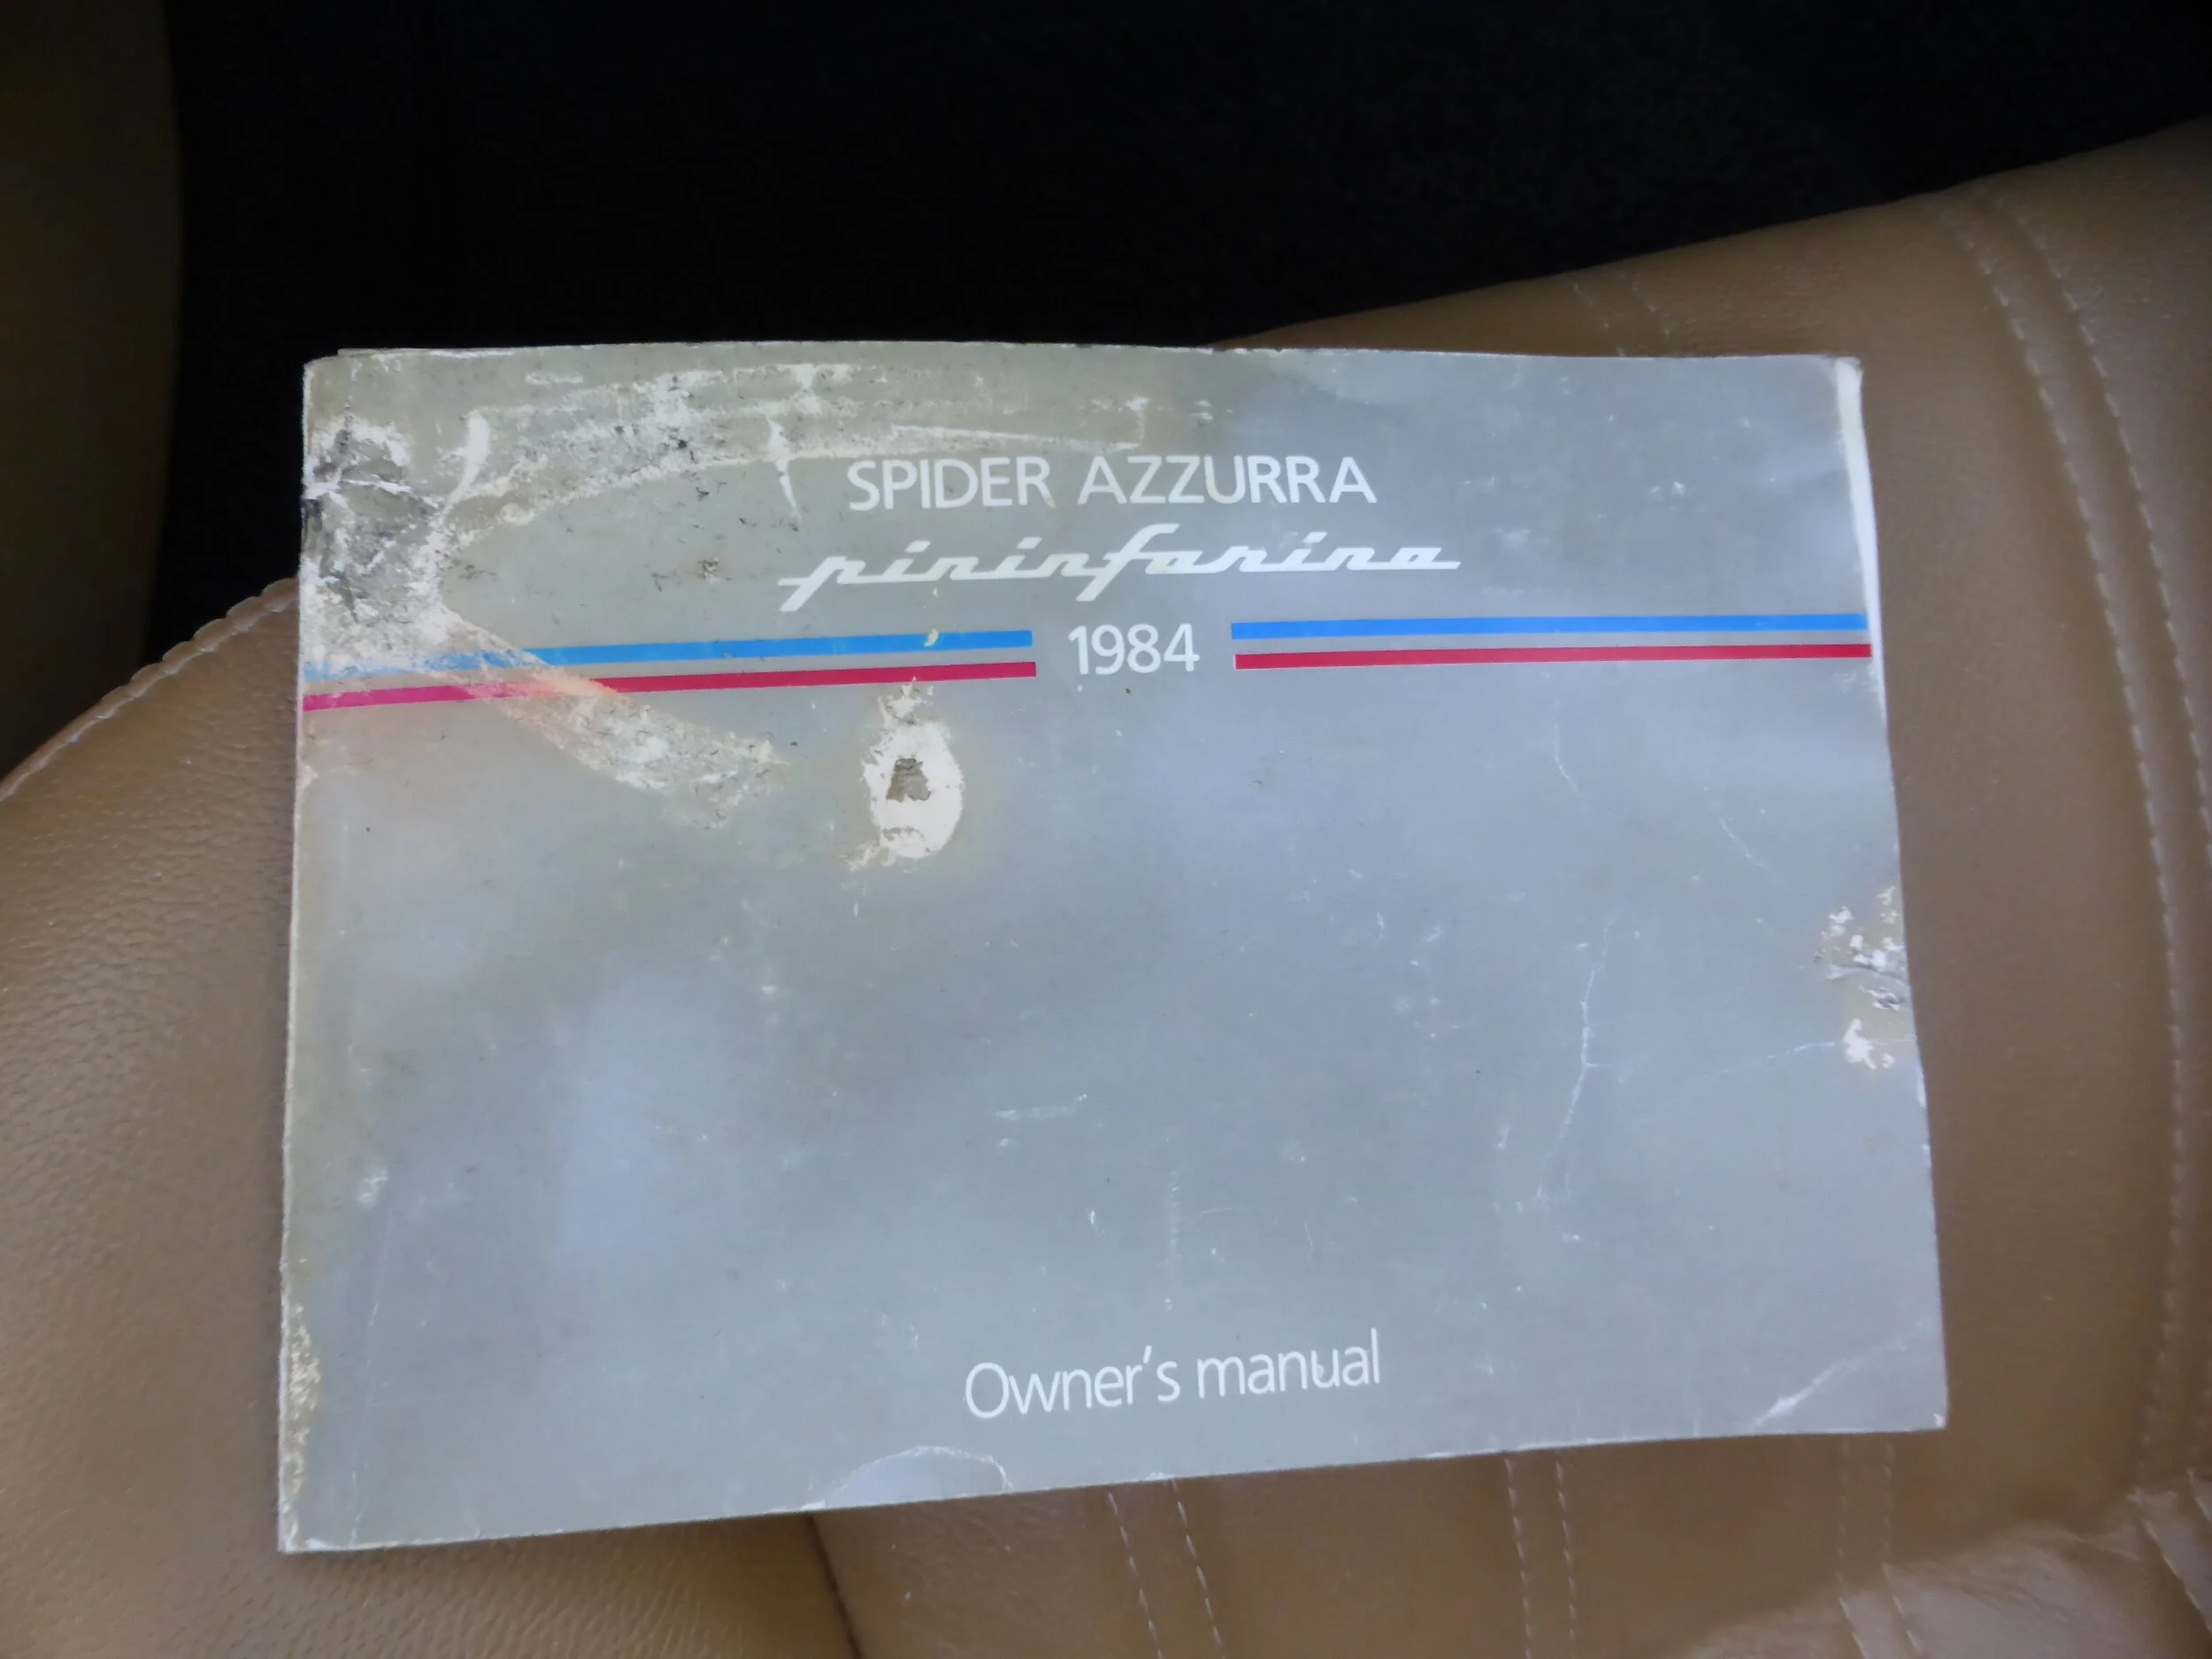 SPIDER AZZURRA
pininfarina
1984
Owner's manual